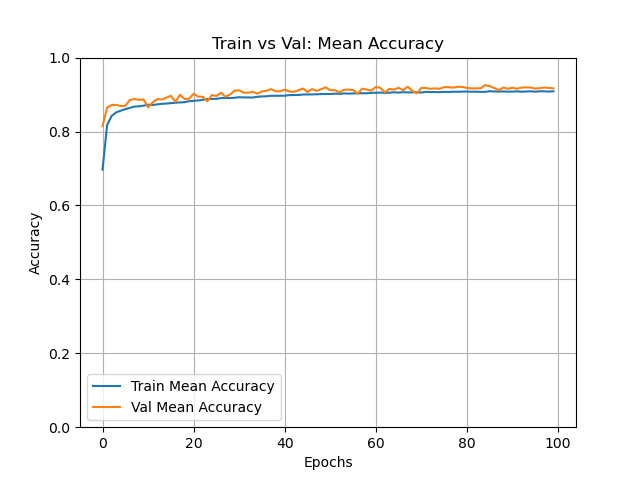 Train vs Val: Mean Accuracy
1.0
0.8
0.6
0.4
0.2
0.0
Accuracy
Train Mean Accuracy
Val Mean Accuracy
0 20 40 60 80 100
Epochs